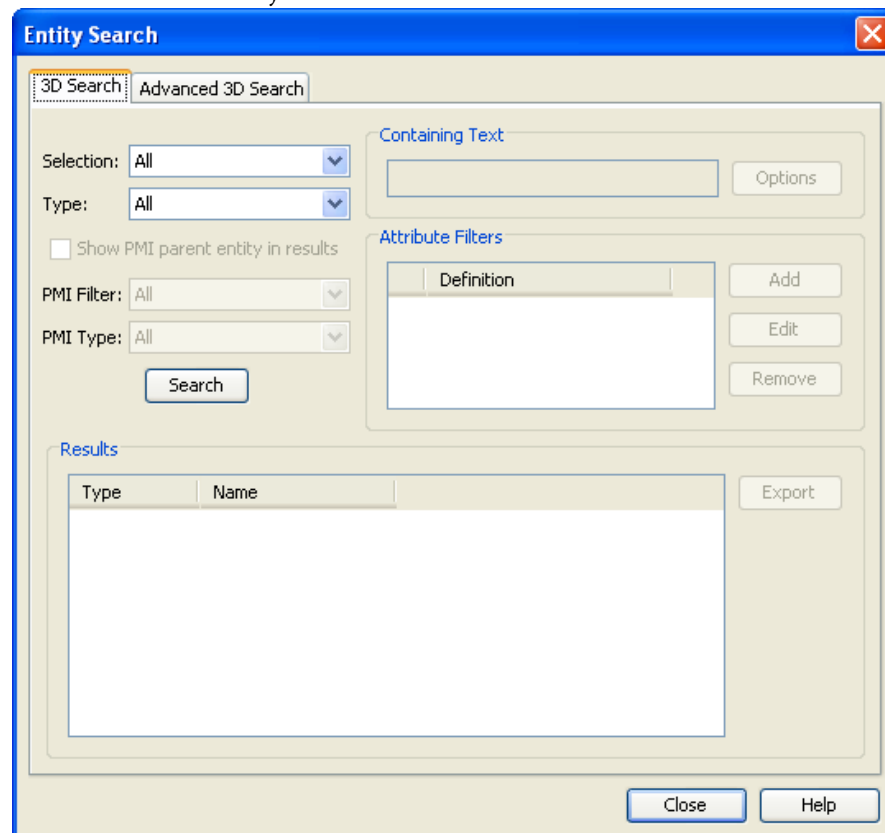 Entity Search
3D Search
Advanced 3D Search
Selection: All
Type: All
Show PMI parent entity in results
PMI Filter: All
PMI Type: All
Search
Containing Text
Options
Attribute Filters
Definition
Add
Edit
Remove
Results
Type Name
Export
Close Help